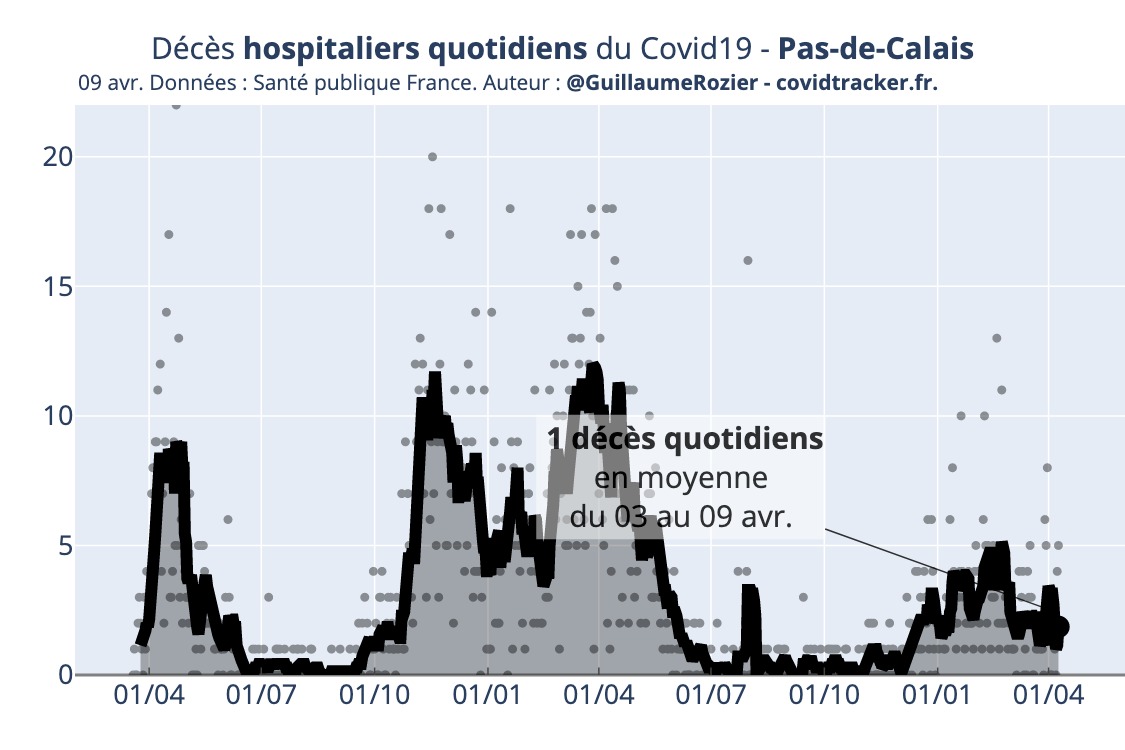 Décès hospitaliers quotidiens du Covid19 - Pas-de-Calais
09 avr. Données : Santé publique France. Auteur : @GuillaumeRozier - covidtracker.fr.
20
15
10
5
0
1 décès quotidiens
en moyenne
du 03 au 09 avr.
01/04 01/07 01/10 01/01 01/04 01/07 01/10 01/01 01/04